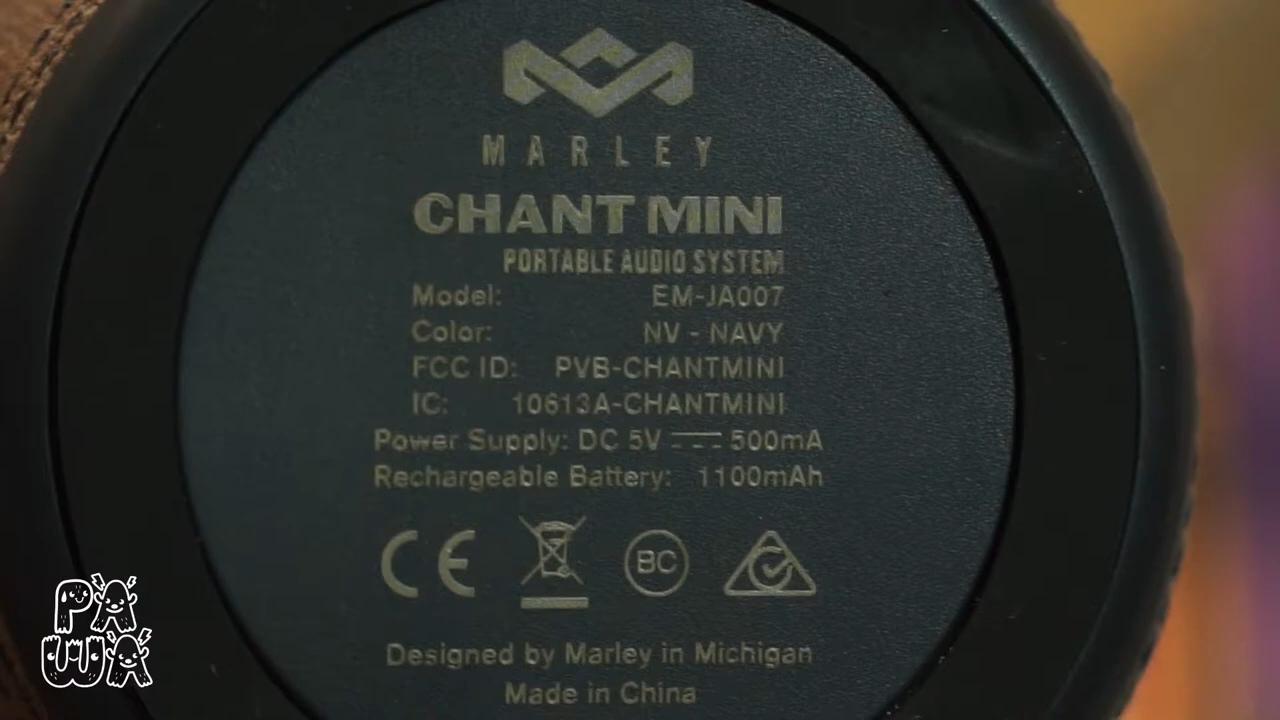 MARLEY
CHANT MINI
PORTABLE AUDIO SYSTEM
Model: EM-JA007
Color: NV - NAVY
FCC ID: PVB-CHANTMINI
IC: 10613A-CHANTMINI
Power Supply: DC 5V ⎓ 500mA
Rechargeable Battery: 1100mAh
CE BC
Designed by Marley in Michigan
Made in China
PAWA